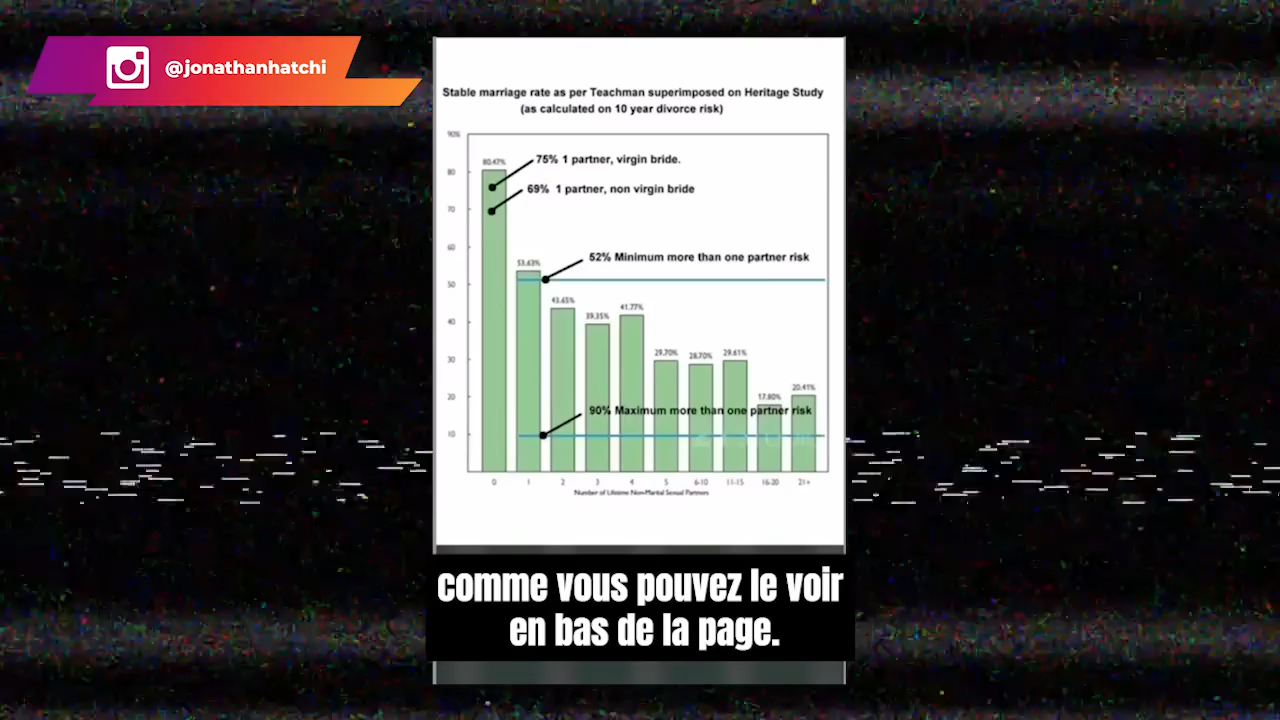 @jonathanhatchi
Stable marriage rate as per Teachman superimposed on Heritage Study
(as calculated on 10 year divorce risk)
90%
80.47%
75% 1 partner, virgin bride.
80
69% 1 partner, non virgin bride
70
60
52% Minimum more than one partner risk
53.63%
50
43.65%
41.77%
39.35%
40
29.70%
28.70%
29.61%
30
20.41%
17.80%
20
90% Maximum more than one partner risk
10
0 1 2 3 4 5 6-10 11-15 16-20 21+
Number of Lifetime Non-Marital Sexual Partners
comme vous pouvez le voir
en bas de la page.